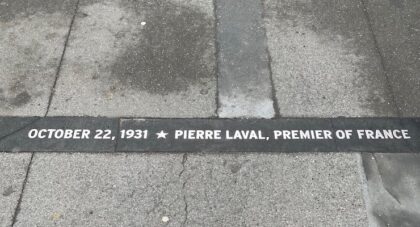 OCTOBER 22, 1931 ★ PIERRE LAVAL, PREMIER OF FRANCE